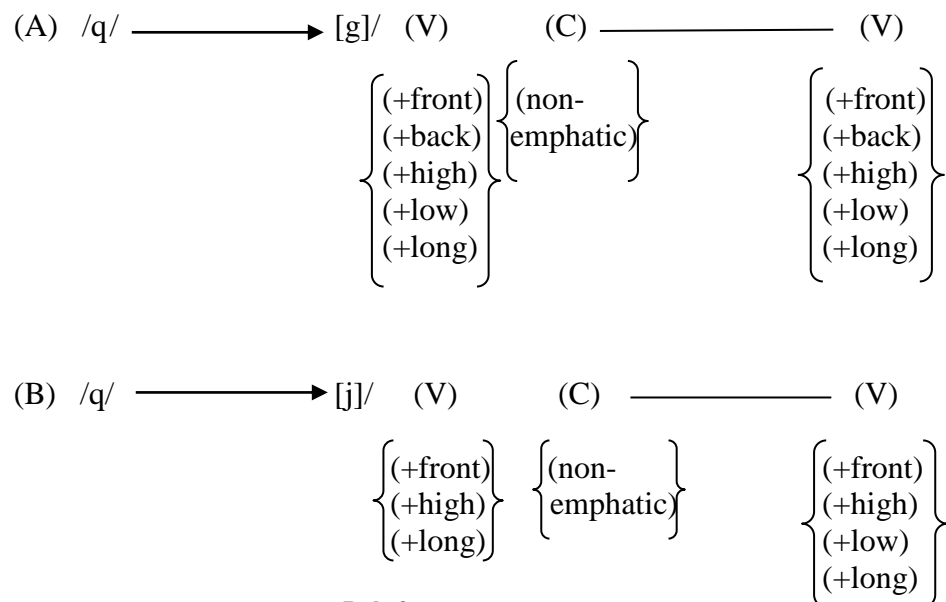 (A) /q/ [g]/ (V) (C) (V)
(+front) (non- (+front)
(+back) emphatic) (+back)
(+high) (+high)
(+low) (+low)
(+long) (+long)
(B) /q/ [j]/ (V) (C) (V)
(+front) (non- (+front)
(+high) emphatic) (+high)
(+long) (+low)
(+long)